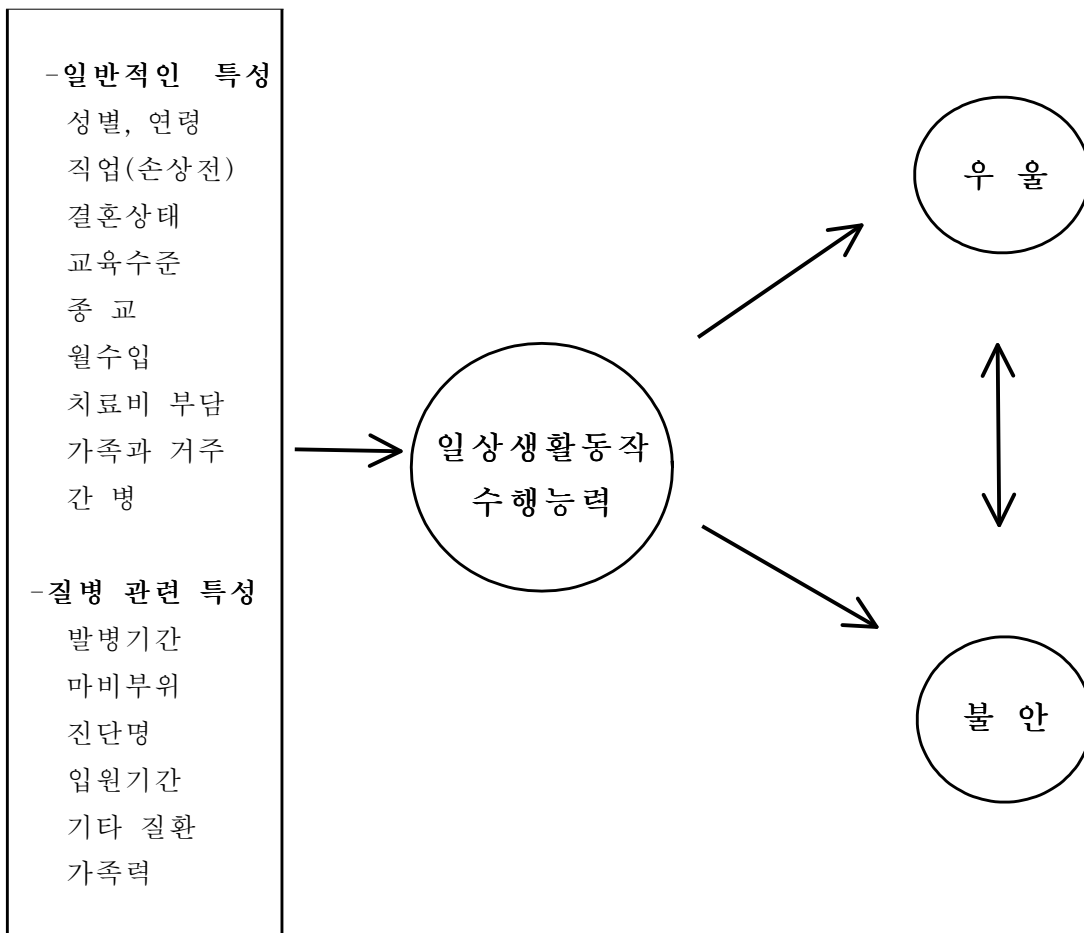 -일반적인 특성
성별, 연령
직업(손상전)
결혼상태
교육수준
종 교
월수입
치료비 부담
가족과 거주
간 병
-질병 관련 특성
발병기간
마비부위
진단명
입원기간
기타 질환
가족력
일상생활동작
수행능력
우 울
불 안